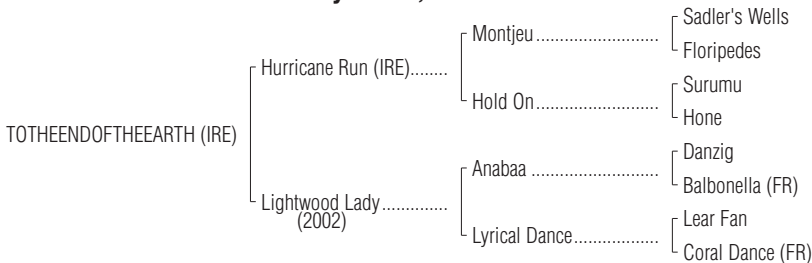 Sadler's Wells
Montjeu..............................
Floripedes
Hurricane Run (IRE)........
Surumu
Hold On..............................
Hone
TOTHEENDOFTHEEARTH (IRE)
Danzig
Anabaa ..............................
Balbonella (FR)
Lightwood Lady..............
(2002)
Lear Fan
Lyrical Dance....................
Coral Dance (FR)